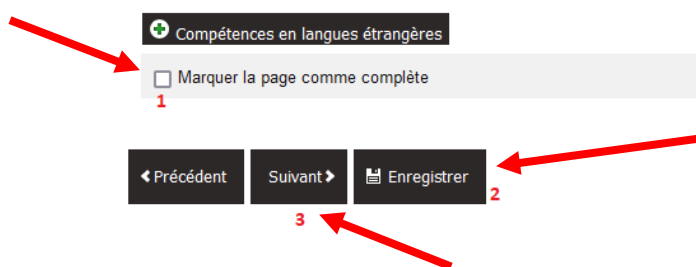 Compétences en langues étrangères
Marquer la page comme complète
1
Précédent Suivant Enregistrer
2
3